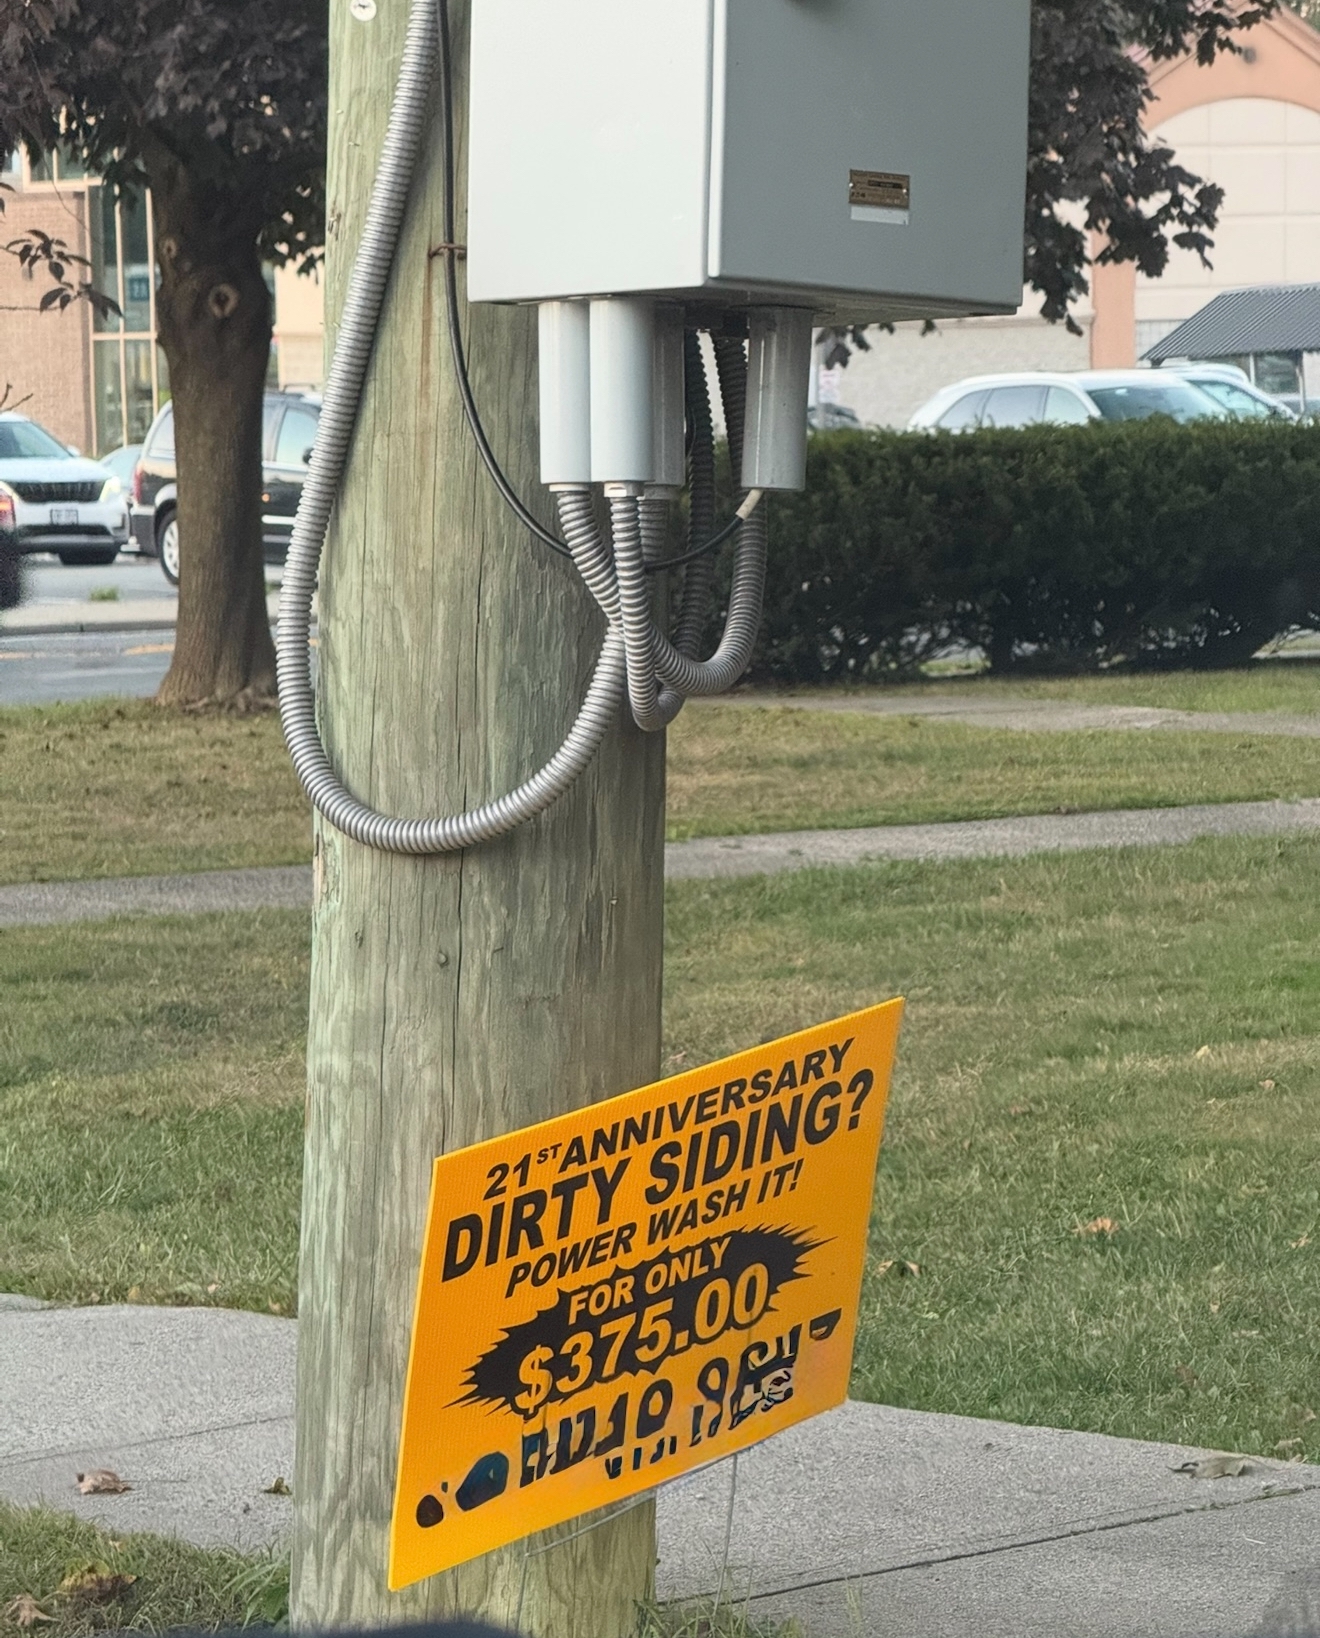 21ST ANNIVERSARY
DIRTY SIDING?
POWER WASH IT!
FOR ONLY
$375.00